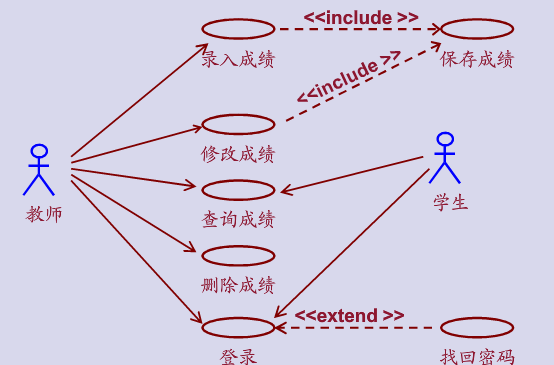 <<include >>
录入成绩
保存成绩
<<include >>
修改成绩
教师
查询成绩
学生
删除成绩
<<extend >>
登录
找回密码